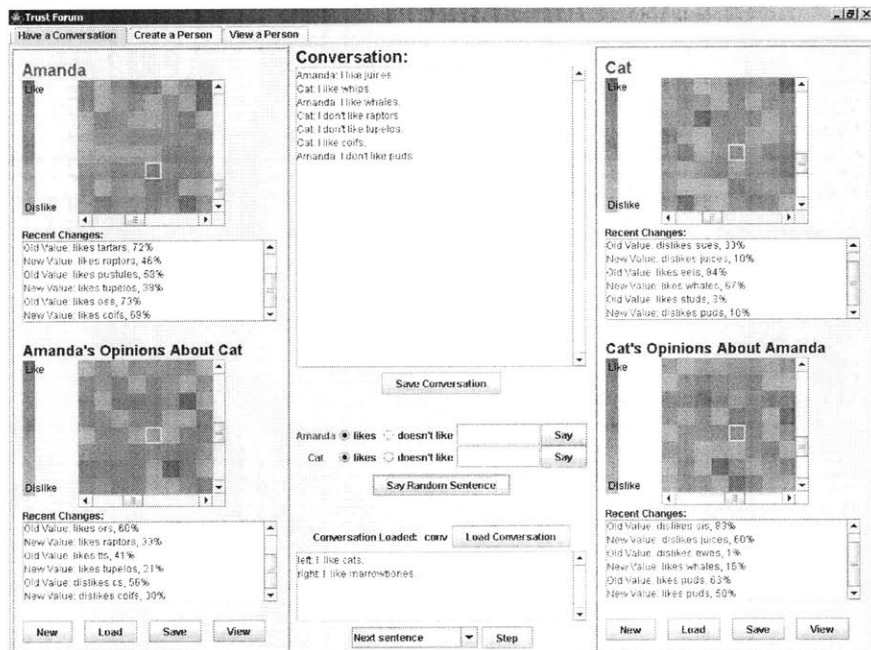 Trust Forum
Have a Conversation
Create a Person
View a Person
Amanda
Like
Dislike
Recent Changes:
Old Value: likes tartars, 72%
New Value: likes raptors, 46%
Old Value: likes pustules, 53%
New Value: likes tupelos, 38%
Old Value: likes oss, 73%
New Value: likes coifs, 69%
Amanda's Opinions About Cat
Like
Dislike
Recent Changes:
Old Value: likes ors, 60%
New Value: likes raptors, 33%
Old Value: likes tts, 41%
New Value: likes tupelos, 21%
Old Value: dislikes cs, 56%
New Value: dislikes coifs, 30%
New
Load
Save
View
Conversation:
Amanda: I like juices
Cat: I like whips.
Amanda: I like whales.
Cat: I don't like raptors
Cat: I don't like tupelos.
Cat: I like coifs.
Amanda: I don't like puds
Save Conversation
Amanda likes doesn't like Say
Cat likes doesn't like Say
Say Random Sentence
Conversation Loaded: conv Load Conversation
left: I like cats.
right: I like marrowbones.
Next sentence Step
Cat
Like
Dislike
Recent Changes:
Old Value: dislikes sues, 33%
New Value: dislikes juices, 10%
Old Value: likes eels, 94%
New Value: likes whales, 67%
Old Value: likes studs, 3%
New Value: dislikes puds, 10%
Cat's Opinions About Amanda
Like
Dislike
Recent Changes:
Old Value: dislikes sis, 83%
New Value: dislikes juices, 60%
Old Value: dislikes ewes, 1%
New Value: likes whales, 16%
Old Value: likes puds, 63%
New Value: likes puds, 50%
New
Load
Save
View